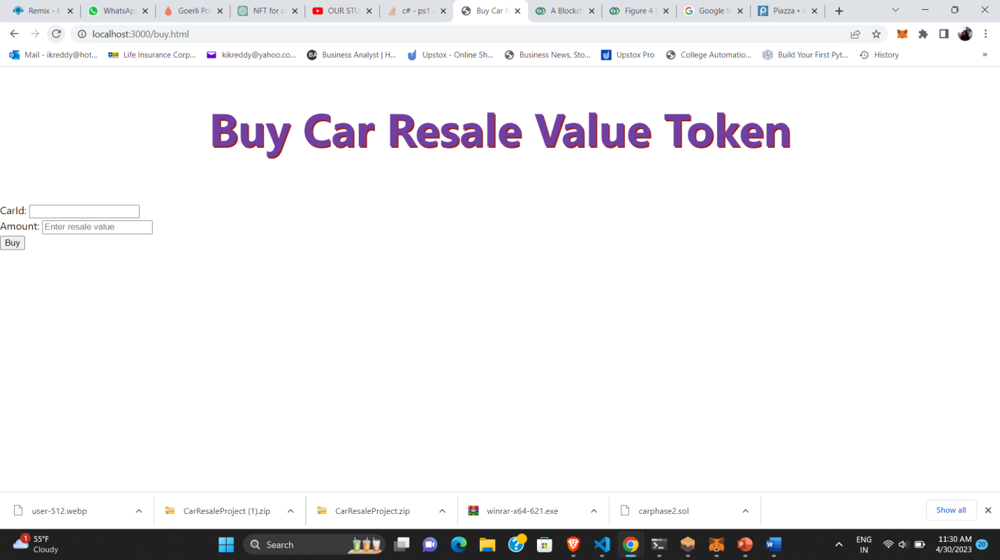 Remix - E
WhatsAp
Goerli Po
NFT for c
OUR STU
c# - ps1 c
Buy Car R
A Blockch
Figure 4 |
Google S
Piazza • A
localhost:3000/buy.html
Mail - ikreddy@hot...
Life Insurance Corp...
kikreddy@yahoo.co...
BA
Business Analyst | H...
Upstox - Online Sh...
Business News, Sto...
Upstox Pro
College Automatio...
Build Your First Pyt...
History
»
Buy Car Resale Value Token
CarId:
Amount: Enter resale value
Buy
user-512.webp
CarResaleProject (1).zip
CarResaleProject.zip
winrar-x64-621.exe
carphase2.sol
Show all
1
55°F
Cloudy
Search
ENG
IN
11:30 AM
4/30/2023
20